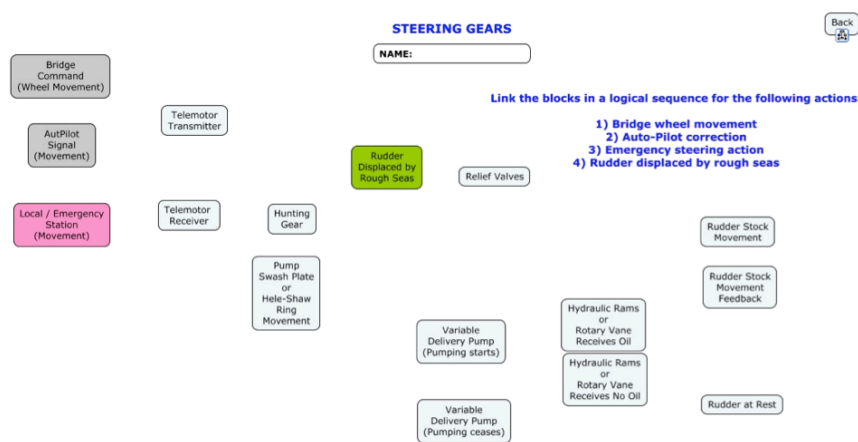 STEERING GEARS
Back
NAME:
Bridge
Command
(Wheel Movement)
Link the blocks in a logical sequence for the following actions
1) Bridge wheel movement
2) Auto-Pilot correction
3) Emergency steering action
4) Rudder displaced by rough seas
Telemotor
Transmitter
AutPilot
Signal
(Movement)
Rudder
Displaced by
Rough Seas
Relief Valves
Local / Emergency
Station
(Movement)
Telemotor
Receiver
Hunting
Gear
Rudder Stock
Movement
Pump
Swash Plate
or
Hele-Shaw
Ring
Movement
Rudder Stock
Movement
Feedback
Variable
Delivery Pump
(Pumping starts)
Hydraulic Rams
or
Rotary Vane
Receives Oil
Hydraulic Rams
or
Rotary Vane
Receives No Oil
Variable
Delivery Pump
(Pumping ceases)
Rudder at Rest